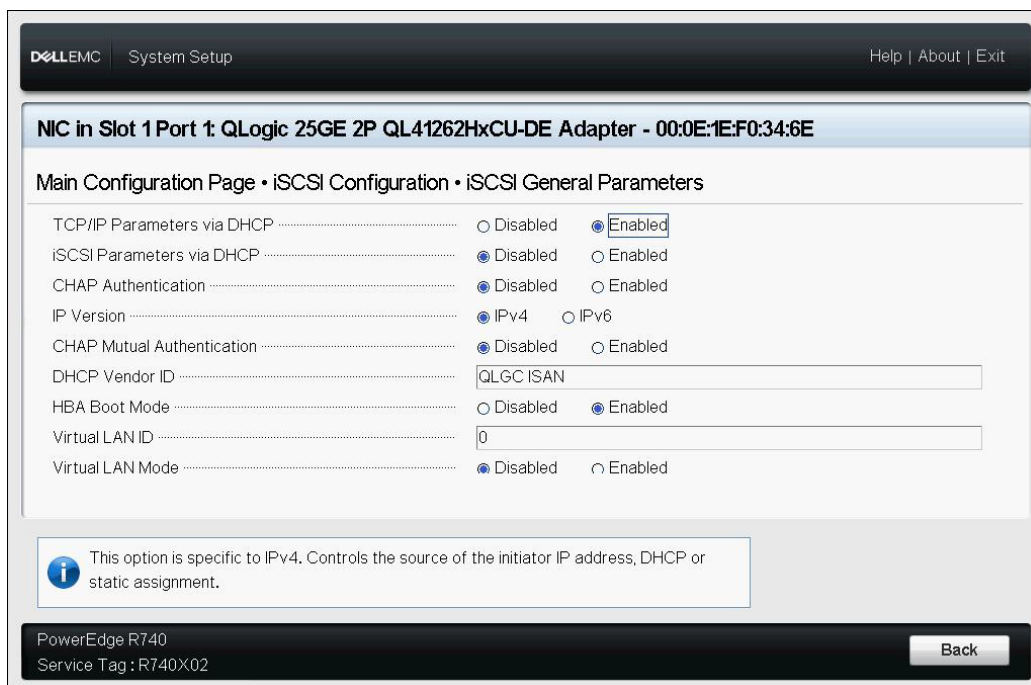 DELLEMC System Setup Help | About | Exit
NIC in Slot 1 Port 1: QLogic 25GE 2P QL41262HxCU-DE Adapter - 00:0E:1E:F0:34:6E
Main Configuration Page • iSCSI Configuration • iSCSI General Parameters
TCP/IP Parameters via DHCP Disabled Enabled
iSCSI Parameters via DHCP Disabled Enabled
CHAP Authentication Disabled Enabled
IP Version IPv4 IPv6
CHAP Mutual Authentication Disabled Enabled
DHCP Vendor ID QLGC ISAN
HBA Boot Mode Disabled Enabled
Virtual LAN ID 0
Virtual LAN Mode Disabled Enabled
This option is specific to IPv4. Controls the source of the initiator IP address, DHCP or
static assignment.
PowerEdge R740
Service Tag : R740X02
Back